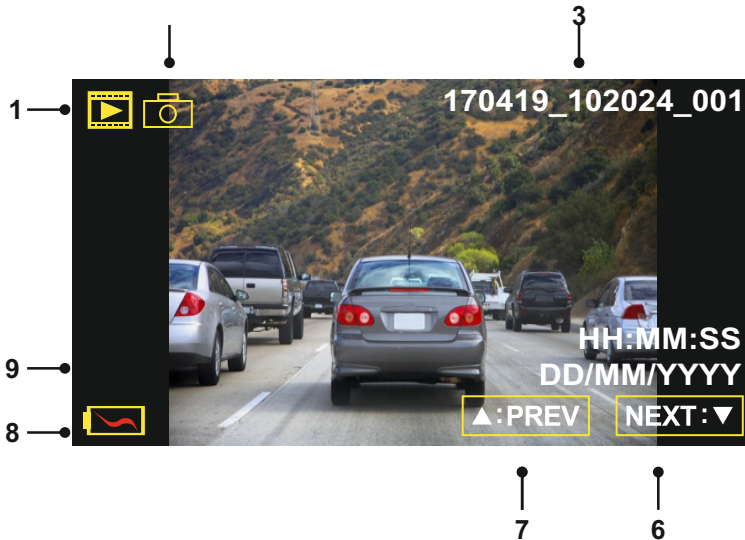 3
1
170419_102024_001
HH:MM:SS
9
DD/MM/YYYY
▲:PREV NEXT:▼
8
7 6